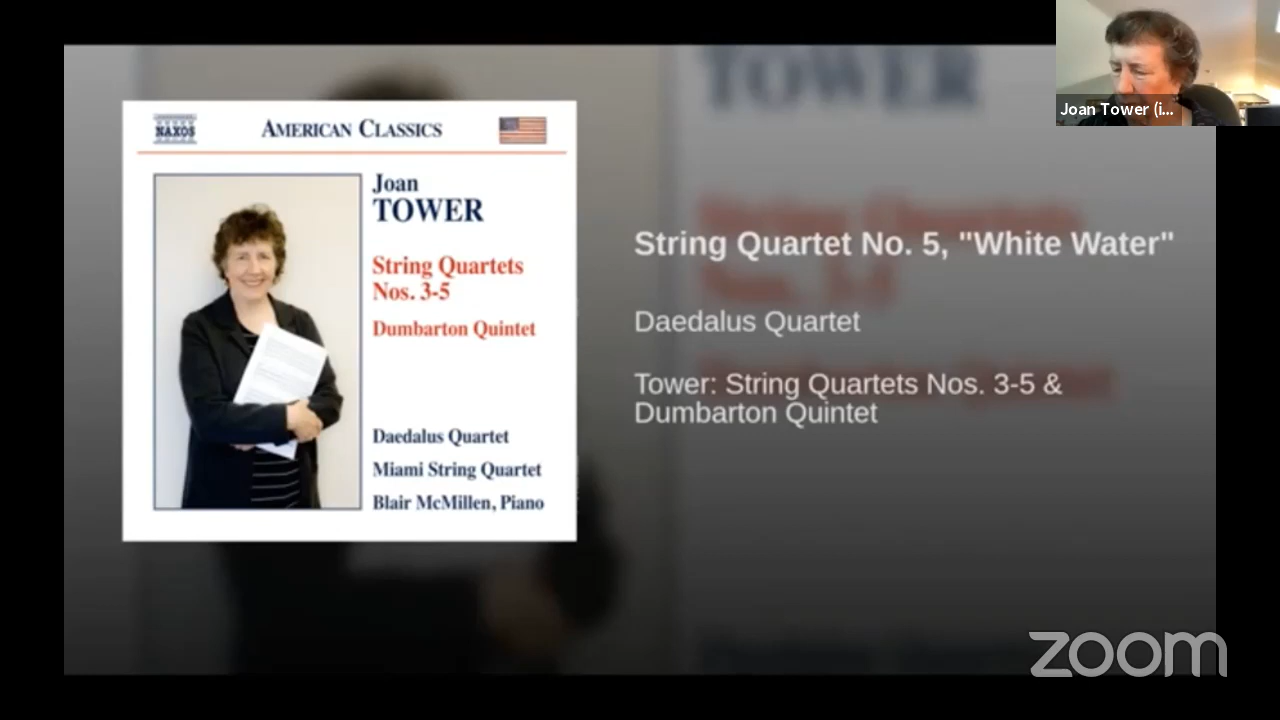 NAXOS
AMERICAN CLASSICS
Joan
TOWER
String Quartets
Nos. 3-5
Dumbarton Quintet
Daedalus Quartet
Miami String Quartet
Blair McMillen, Piano
TOWER
String Quartet No. 5, "White Water"
Daedalus Quartet
Tower: String Quartets Nos. 3-5 &
Dumbarton Quintet
Joan Tower (i...
zoom